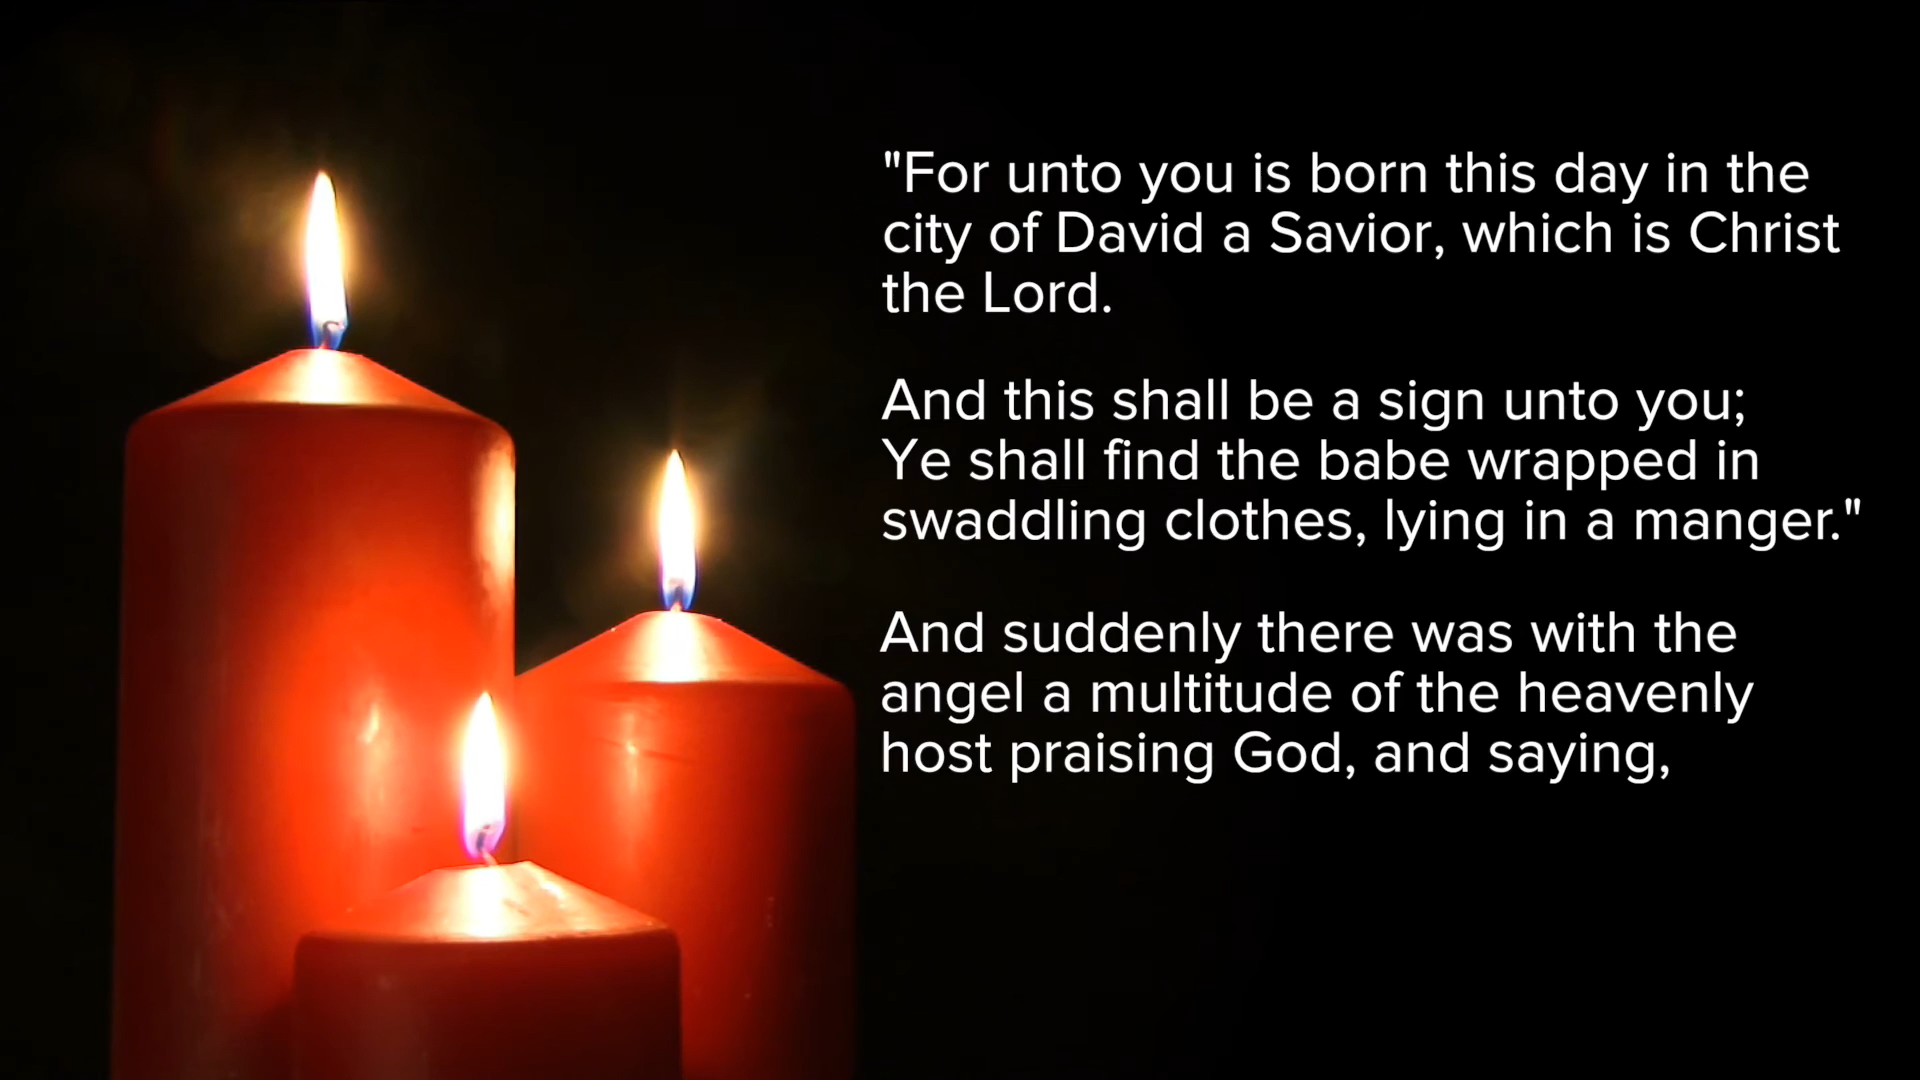 "For unto you is born this day in the
city of David a Savior, which is Christ
the Lord.
And this shall be a sign unto you;
Ye shall find the babe wrapped in
swaddling clothes, lying in a manger."
And suddenly there was with the
angel a multitude of the heavenly
host praising God, and saying,